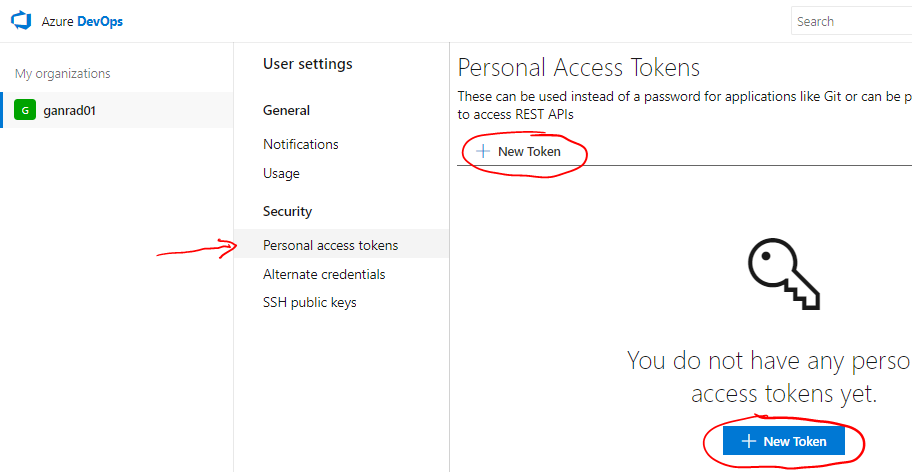 Azure DevOps
Search
My organizations
G
ganrad01
User settings
General
Notifications
Usage
Security
Personal access tokens
Alternate credentials
SSH public keys
Personal Access Tokens
These can be used instead of a password for applications like Git or can be p
to access REST APIs
New Token
You do not have any perso
access tokens yet.
New Token